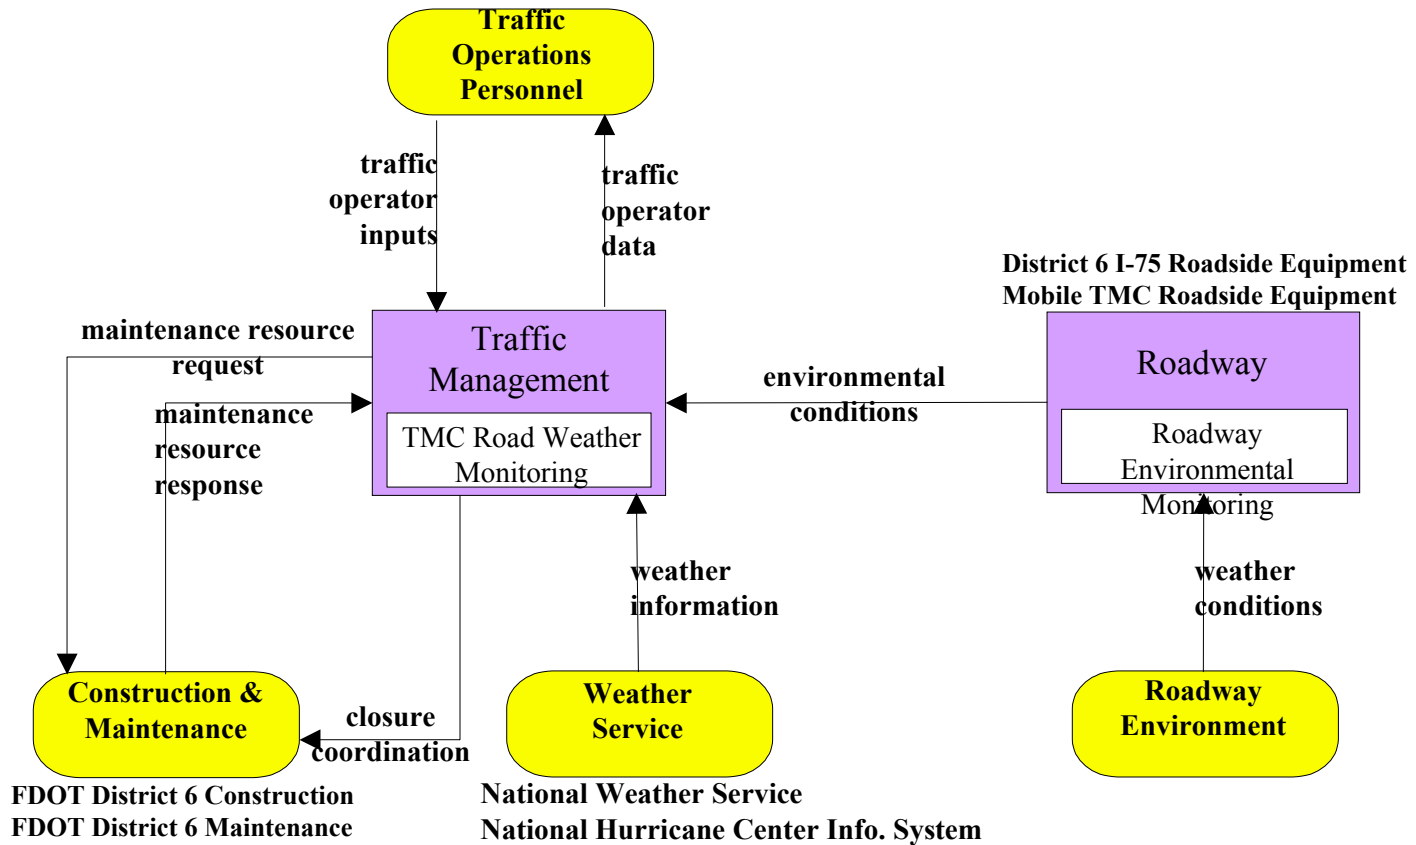 Traffic
Operations
Personnel
traffic
operator
inputs
traffic
operator
data
District 6 I-75 Roadside Equipment
Mobile TMC Roadside Equipment
maintenance resource
request
Traffic
Management
TMC Road Weather
Monitoring
environmental
conditions
Roadway
Roadway
Environmental
Monitoring
maintenance
resource
response
weather
information
weather
conditions
Construction &
Maintenance
closure
coordination
Weather
Service
Roadway
Environment
FDOT District 6 Construction
FDOT District 6 Maintenance
National Weather Service
National Hurricane Center Info. System